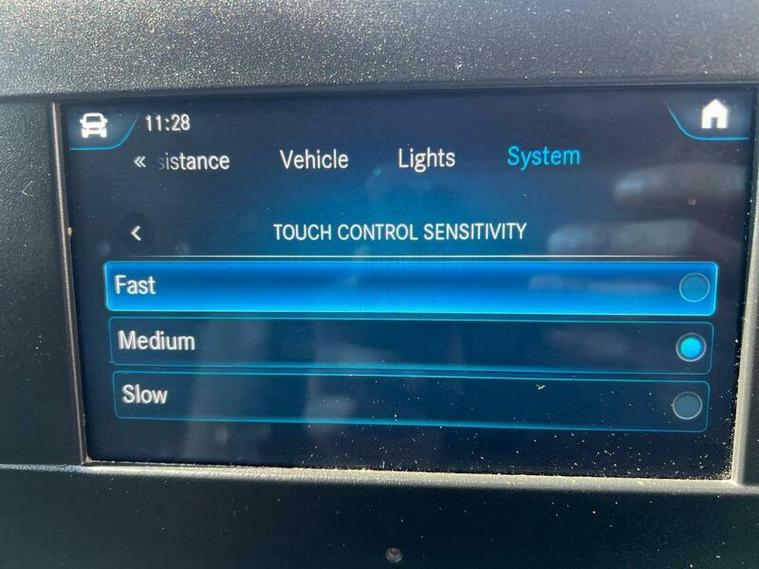 11:28
« sistance Vehicle Lights System
TOUCH CONTROL SENSITIVITY
Fast
Medium
Slow